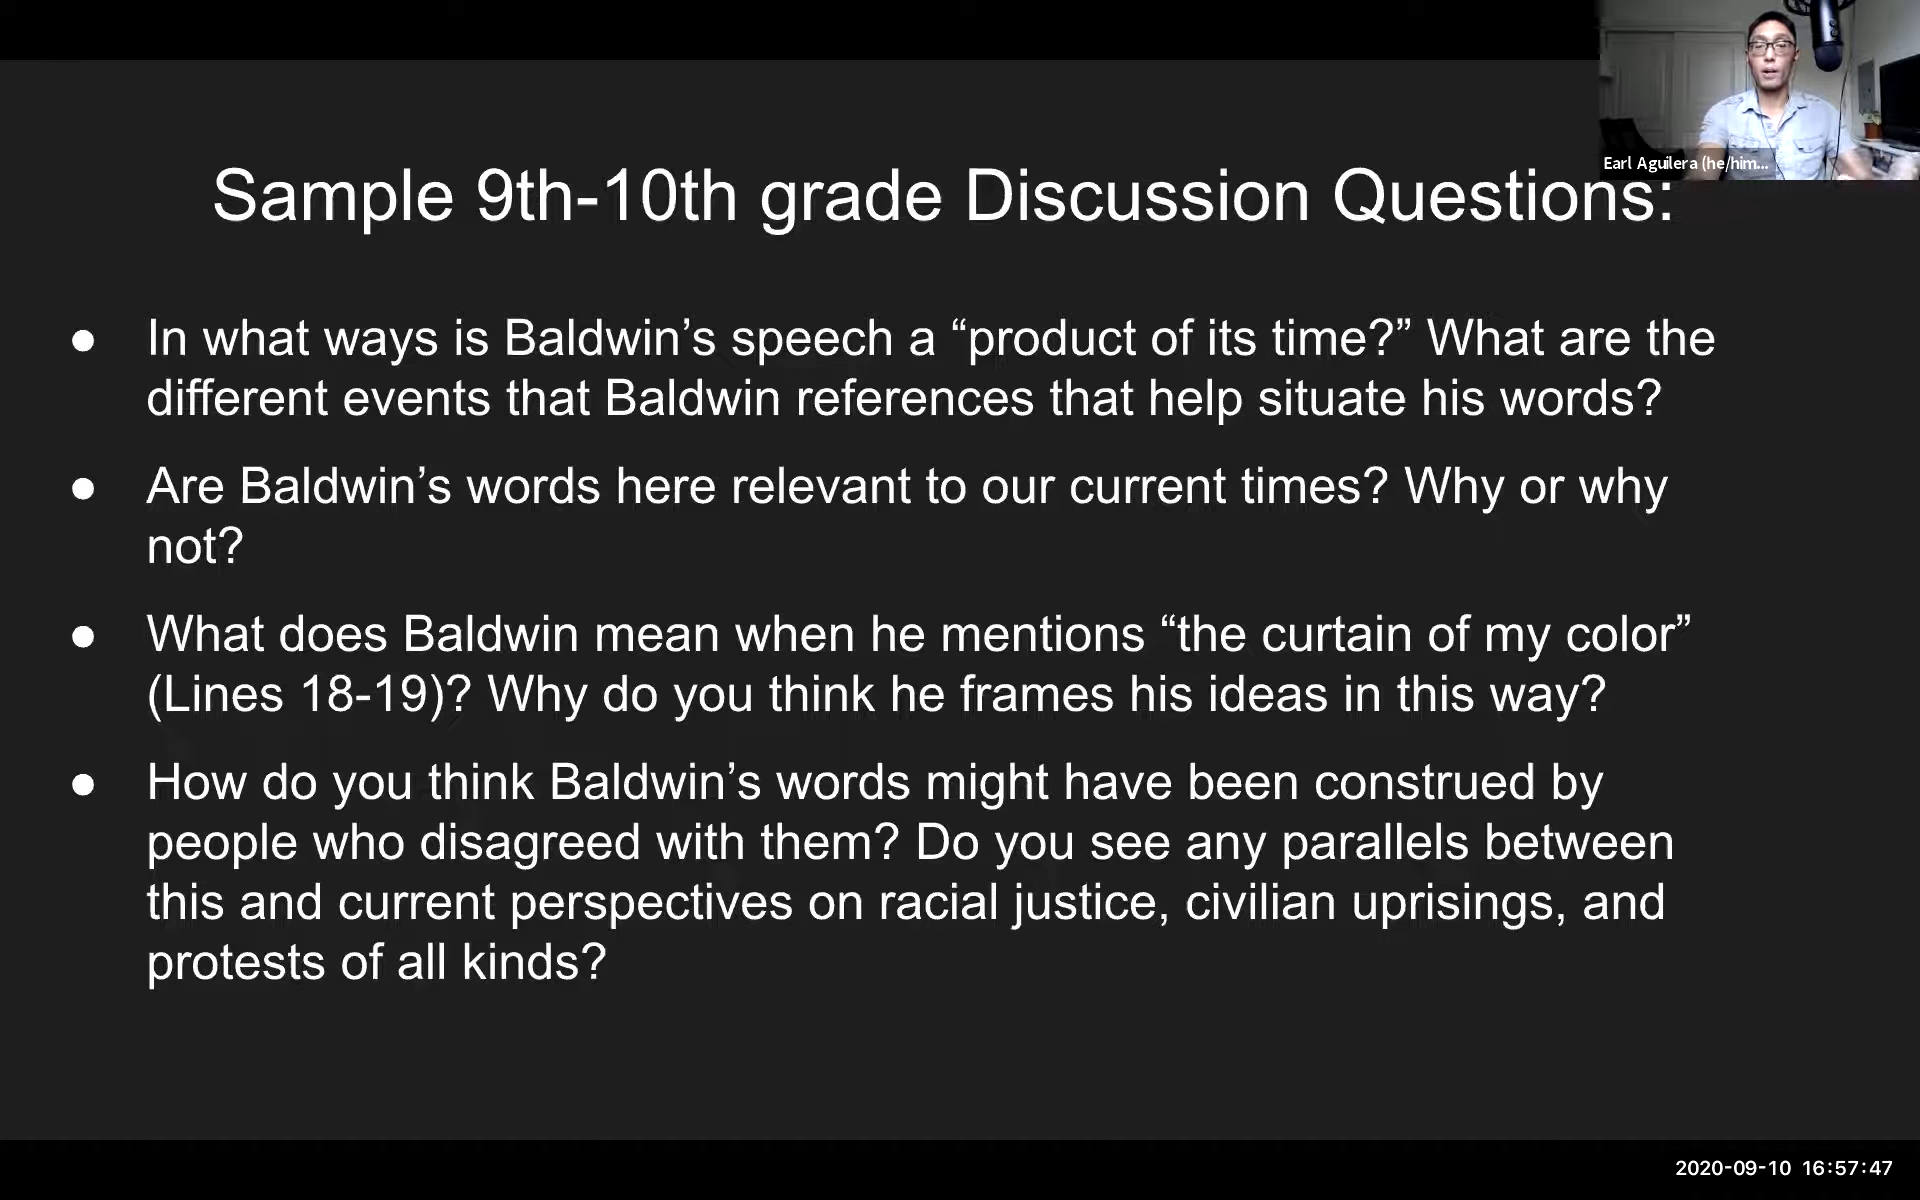 Earl Aguilera (he/him...
Sample 9th-10th grade Discussion Questions:
● In what ways is Baldwin’s speech a “product of its time?” What are the
different events that Baldwin references that help situate his words?
● Are Baldwin’s words here relevant to our current times? Why or why
not?
● What does Baldwin mean when he mentions “the curtain of my color”
(Lines 18-19)? Why do you think he frames his ideas in this way?
● How do you think Baldwin’s words might have been construed by
people who disagreed with them? Do you see any parallels between
this and current perspectives on racial justice, civilian uprisings, and
protests of all kinds?
2020-09-10 16:57:47